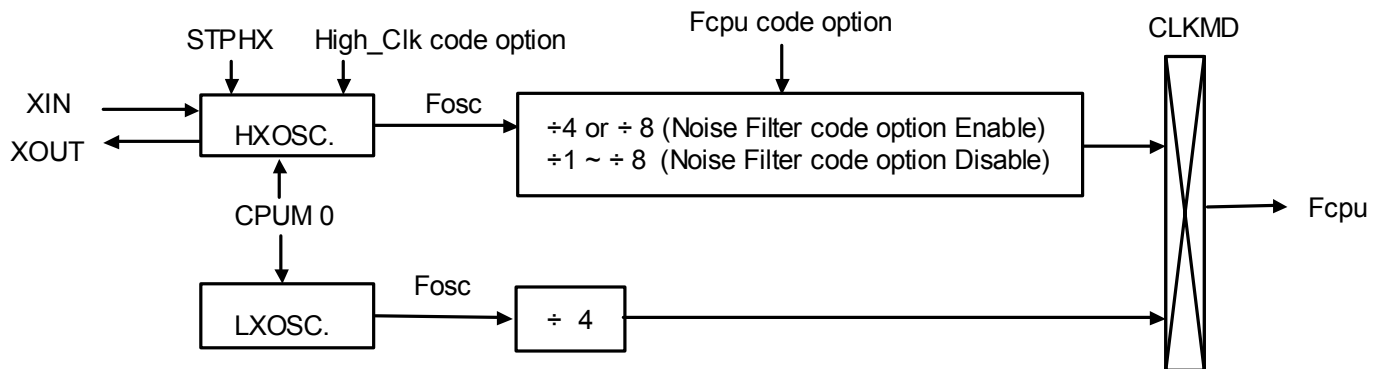 STPHX
High_Clk code option
Fcpu code option
CLKMD
XIN
XOUT
HXOSC.
Fosc
÷4 or ÷ 8 (Noise Filter code option Enable)
÷1 ~ ÷ 8 (Noise Filter code option Disable)
CPUM 0
Fcpu
LXOSC.
Fosc
÷ 4